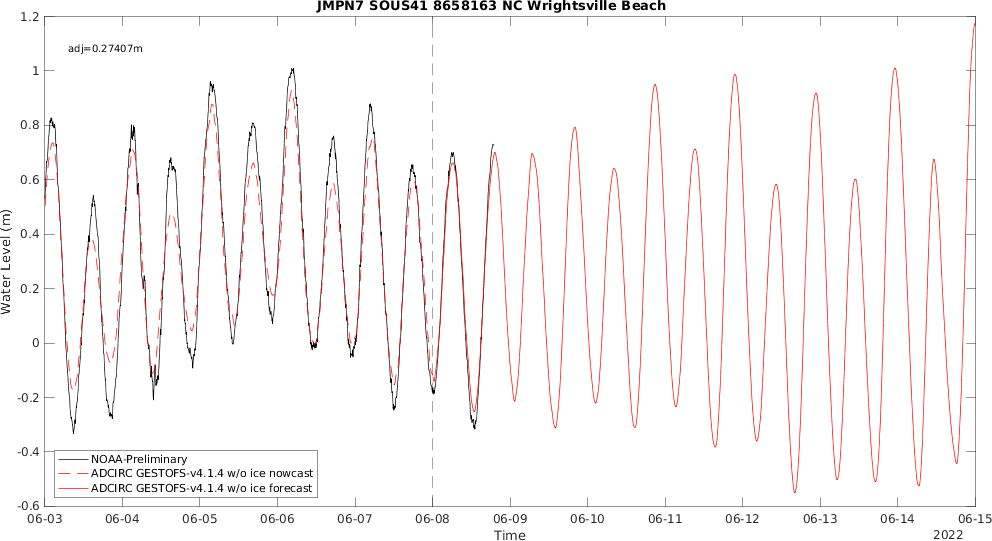 JMPN7 SOUS41 8658163 NC Wrightsville Beach
adj=0.27407m
1.2
1
0.8
0.6
0.4
0.2
0
-0.2
-0.4
-0.6
Water Level (m)
NOAA-Preliminary
ADCIRC GESTOFS-v4.1.4 w/o ice nowcast
ADCIRC GESTOFS-v4.1.4 w/o ice forecast
06-03 06-04 06-05 06-06 06-07 06-08 06-09 06-10 06-11 06-12 06-13 06-14 06-15
Time
2022